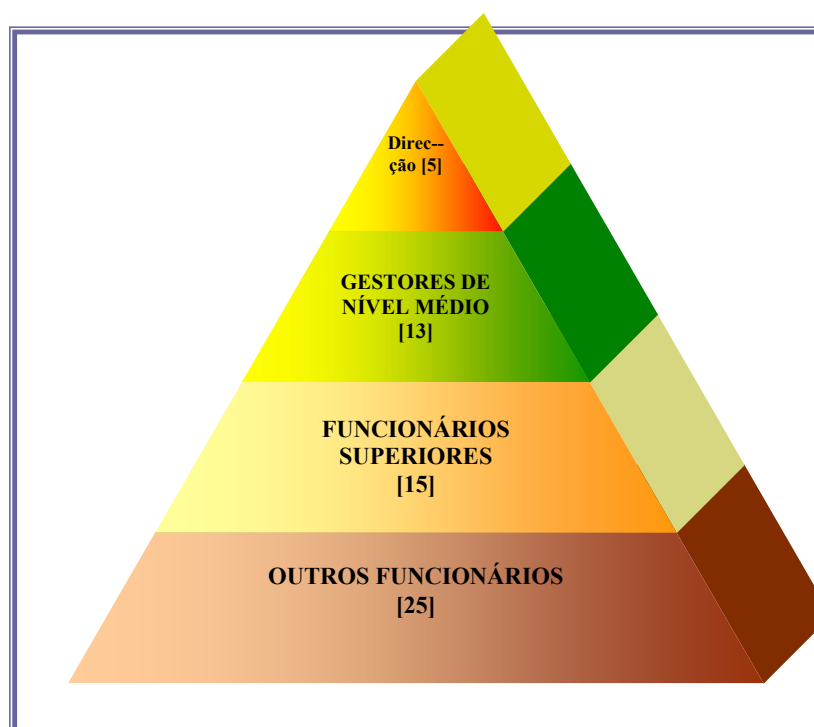 Direc--
ção [5]
GESTORES DE
NÍVEL MÉDIO
[13]
FUNCIONÁRIOS
SUPERIORES
[15]
OUTROS FUNCIONÁRIOS
[25]